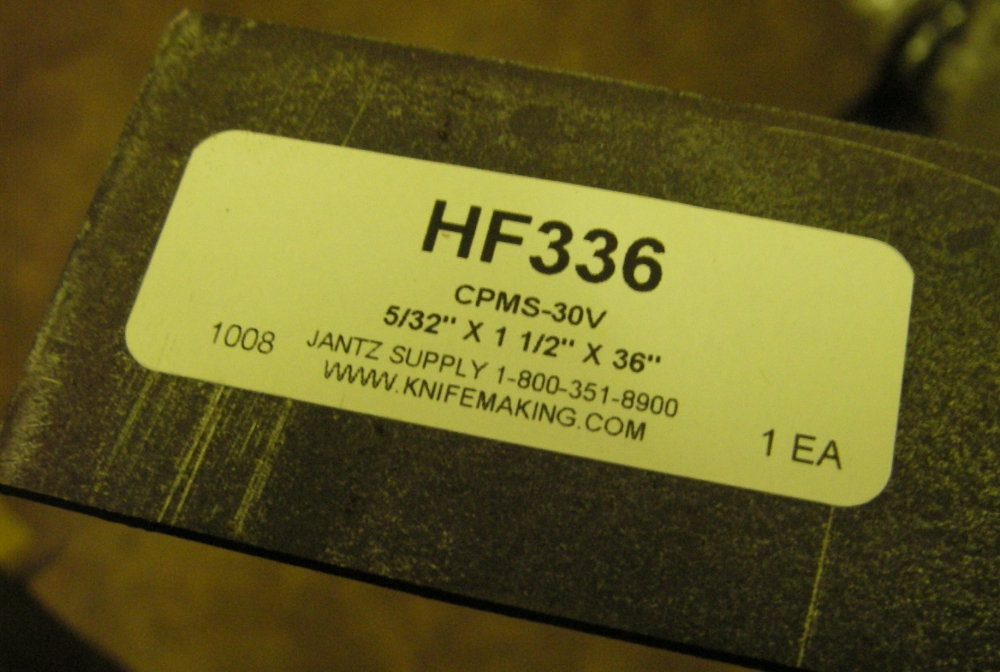 HF336
CPMS-30V
5/32" X 1 1/2" X 36"
1008 JANTZ SUPPLY 1-800-351-8900
WWW.KNIFEMAKING.COM
1 EA